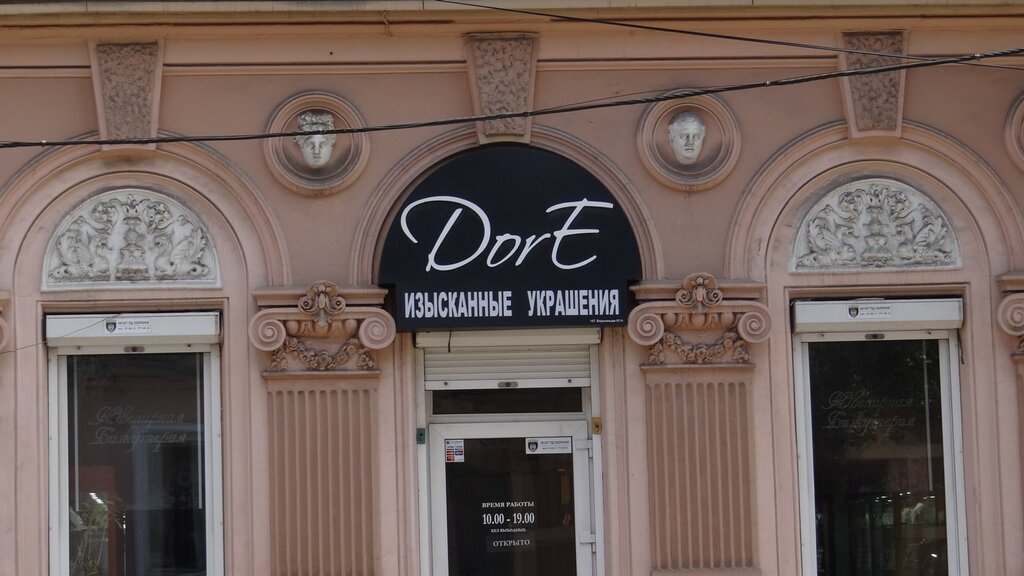 DorE
ИЗЫСКАННЫЕ УКРАШЕНИЯ
ВРЕМЯ РАБОТЫ
10.00 - 19.00
БЕЗ ВЫХОДНЫХ
ОТКРЫТО
Ювелирная
Бижутерия
Ювелирная
Бижутерия